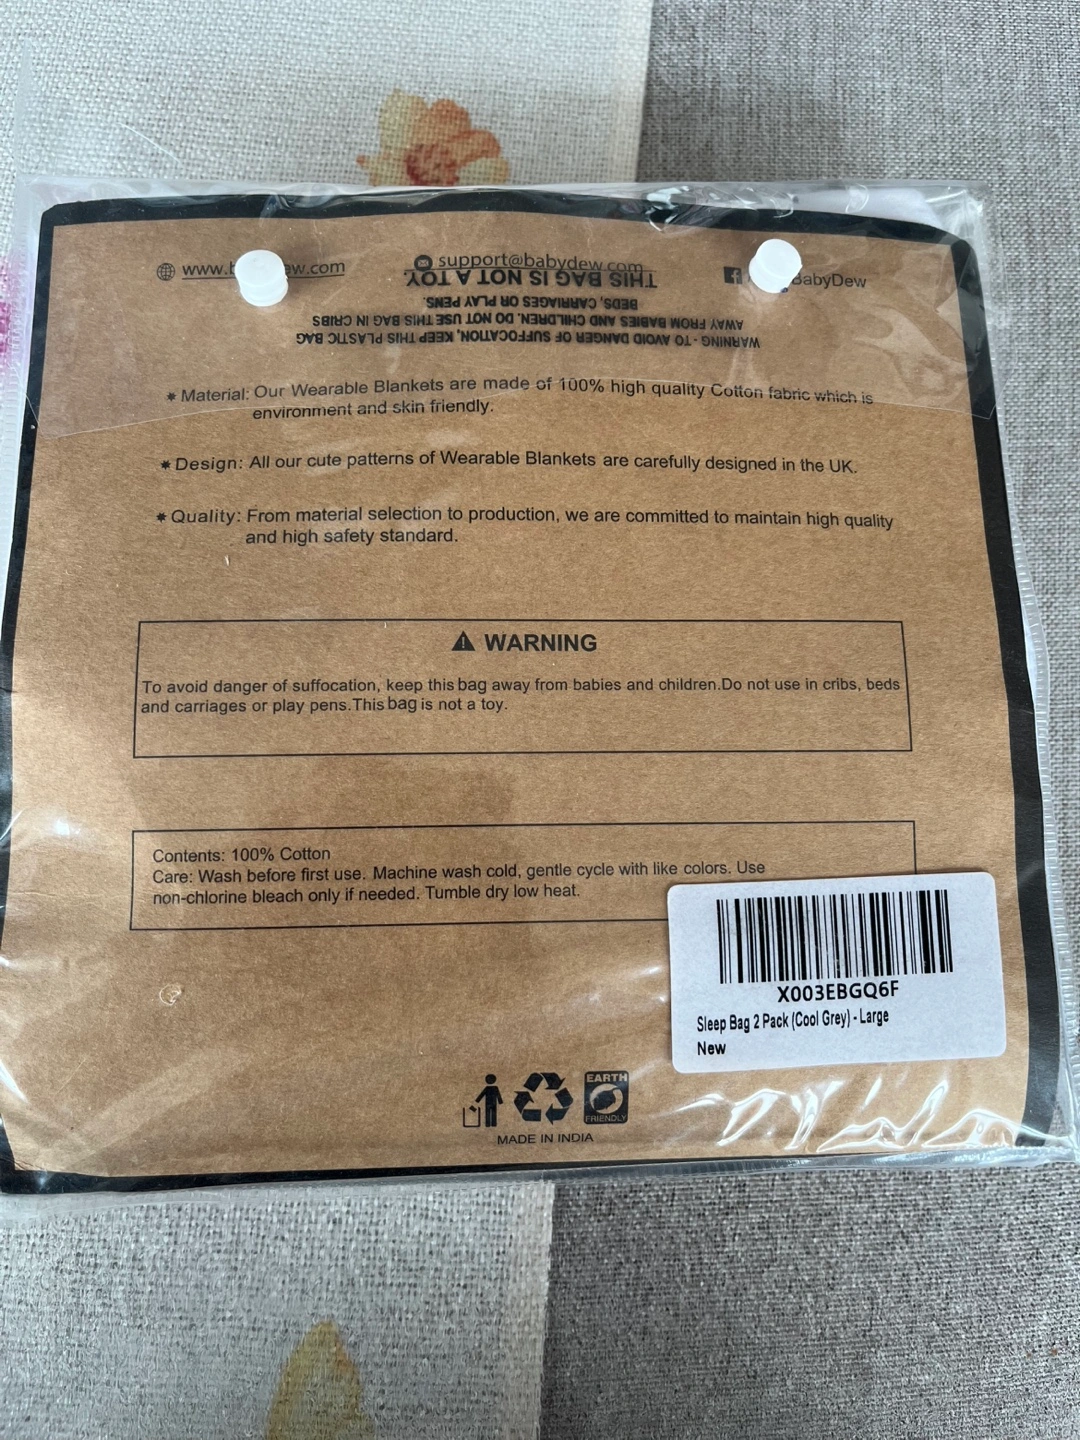 www.b ew.com
support@babydew.com
BabyDew
THIS BAG IS NOT A TOY
WARNING - TO AVOID DANGER OF SUFFOCATION, KEEP THIS PLASTIC BAG
AWAY FROM BABIES AND CHILDREN. DO NOT USE THIS BAG IN CRIBS
BEDS, CARRIAGES OR PLAY PENS.
✷ Material: Our Wearable Blankets are made of 100% high quality Cotton fabric which is
environment and skin friendly.
✷ Design: All our cute patterns of Wearable Blankets are carefully designed in the UK.
✷ Quality: From material selection to production, we are committed to maintain high quality
and high safety standard.
⚠ WARNING
To avoid danger of suffocation, keep this bag away from babies and children.Do not use in cribs, beds
and carriages or play pens.This bag is not a toy.
Contents: 100% Cotton
Care: Wash before first use. Machine wash cold, gentle cycle with like colors. Use
non-chlorine bleach only if needed. Tumble dry low heat.
X003EBGQ6F
Sleep Bag 2 Pack (Cool Grey) - Large
New
EARTH
FRIENDLY
MADE IN INDIA